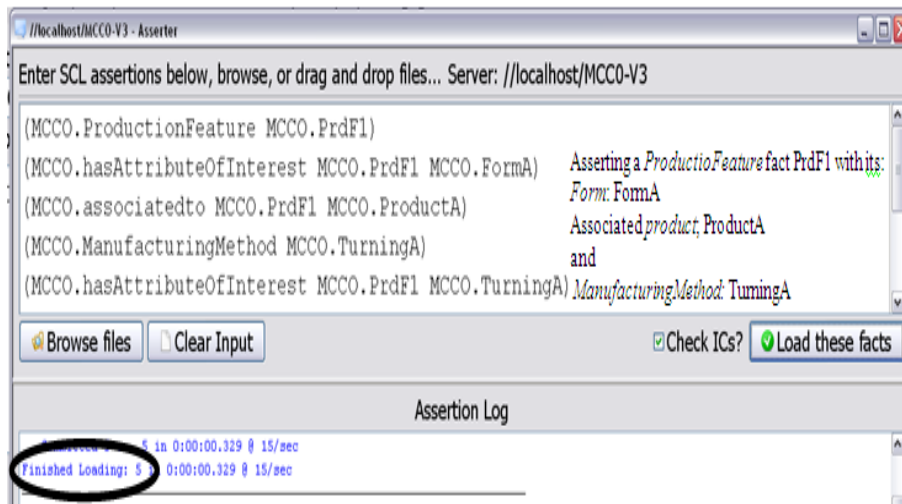 //localhost/MCCO-V3 - Asserter
Enter SCL assertions below, browse, or drag and drop files... Server: //localhost/MCC0-V3
(MCCO.ProductionFeature MCCO.PrdF1)
(MCCO.hasAttributeOfInterest MCCO.PrdF1 MCCO.FormA)
(MCCO.associatedto MCCO.PrdF1 MCCO.ProductA)
(MCCO.ManufacturingMethod MCCO.TurningA)
(MCCO.hasAttributeOfInterest MCCO.PrdF1 MCCO.TurningA)
Asserting a ProductioFeature fact PrdF1 with its:
Form: FormA
Associated product, ProductA
and
ManufacturingMethod: TurningA
Browse files
Clear Input
Check ICs?
Load these facts
Assertion Log
5 in 0:00:00.329 @ 15/sec
Finished Loading: 5 in 0:00:00.329 @ 15/sec